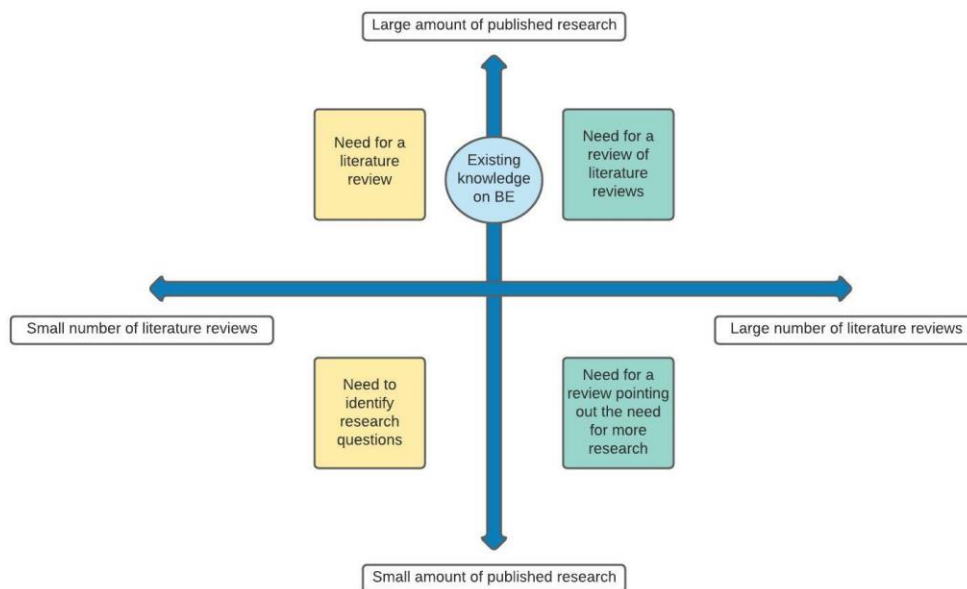 Large amount of published research
Need for a
literature
review
Existing
knowledge
on BE
Need for a
review of
literature
reviews
Small number of literature reviews
Large number of literature reviews
Need to
identify
research
questions
Need for a
review pointing
out the need
for more
research
Small amount of published research